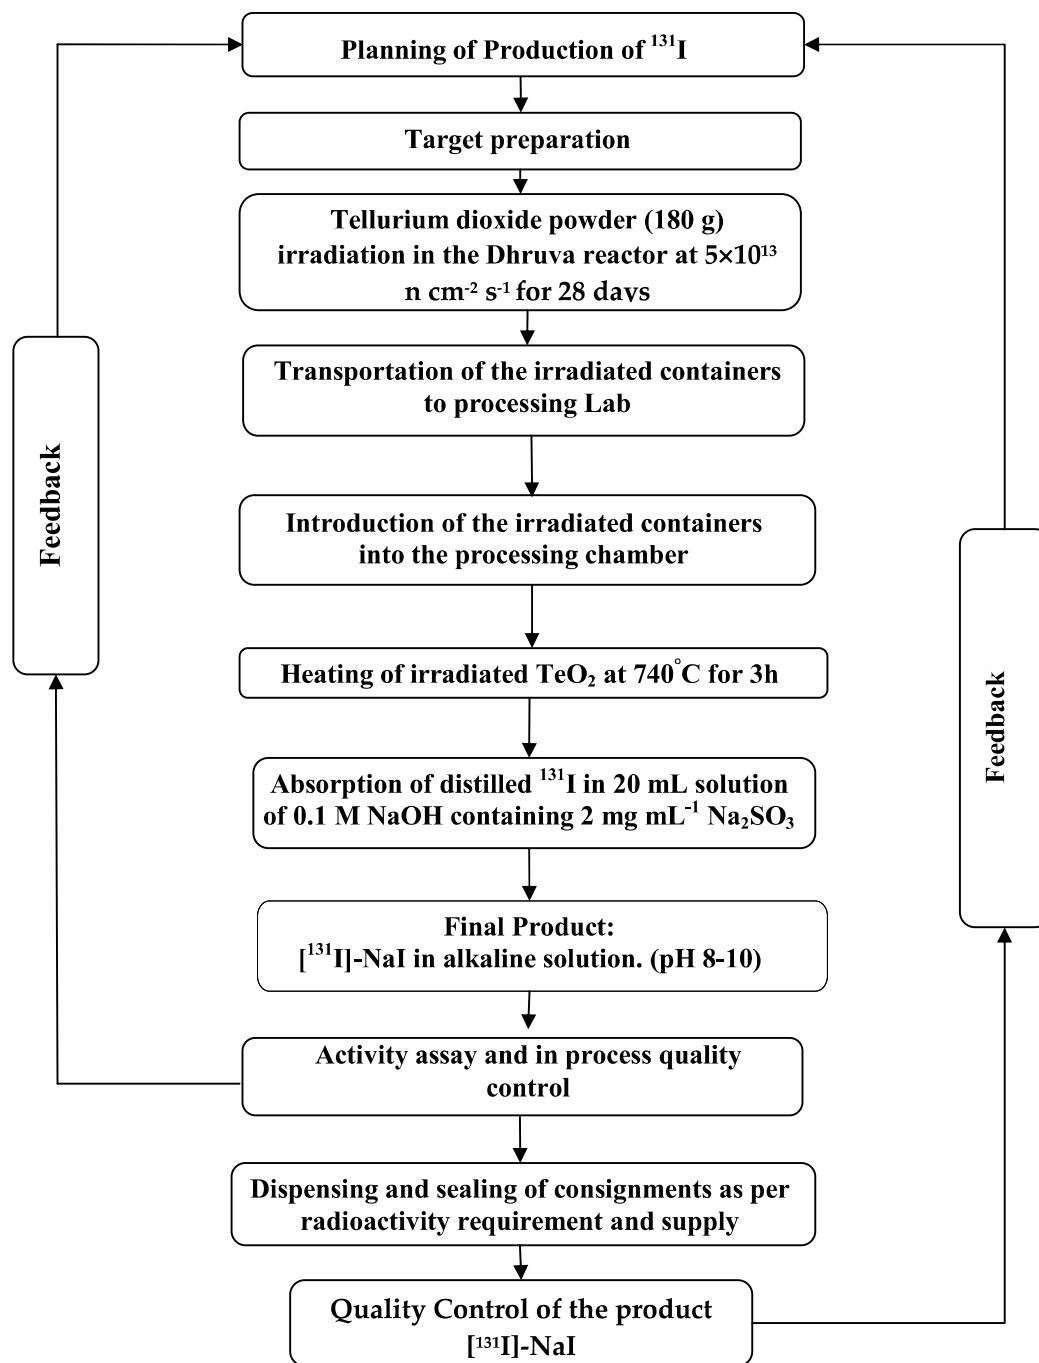 Planning of Production of ¹³¹I
Target preparation
Tellurium dioxide powder (180 g)
irradiation in the Dhruva reactor at 5×10¹³
n cm⁻² s⁻¹ for 28 days
Transportation of the irradiated containers
to processing Lab
Introduction of the irradiated containers
into the processing chamber
Heating of irradiated TeO₂ at 740°C for 3h
Absorption of distilled ¹³¹I in 20 mL solution
of 0.1 M NaOH containing 2 mg mL⁻¹ Na₂SO₃
Final Product:
[¹³¹I]-NaI in alkaline solution. (pH 8-10)
Activity assay and in process quality
control
Dispensing and sealing of consignments as per
radioactivity requirement and supply
Quality Control of the product
[¹³¹I]-NaI
Feedback
Feedback